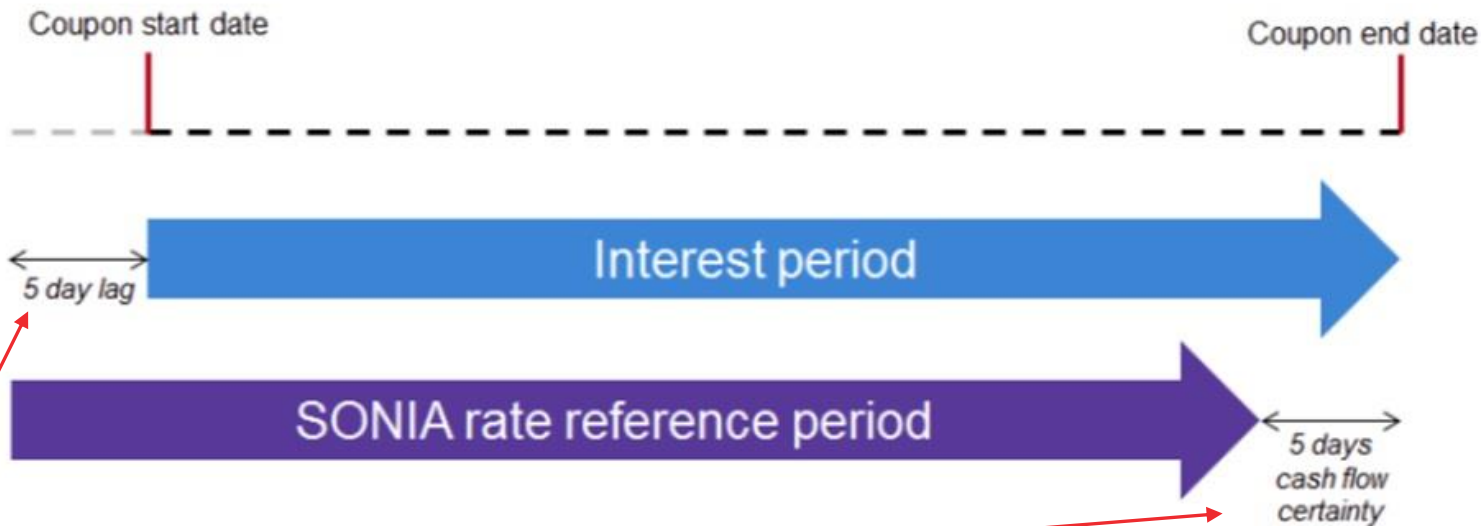 Coupon start date
Coupon end date
Interest period
5 day lag
SONIA rate reference period
5 days
cash flow
certainty